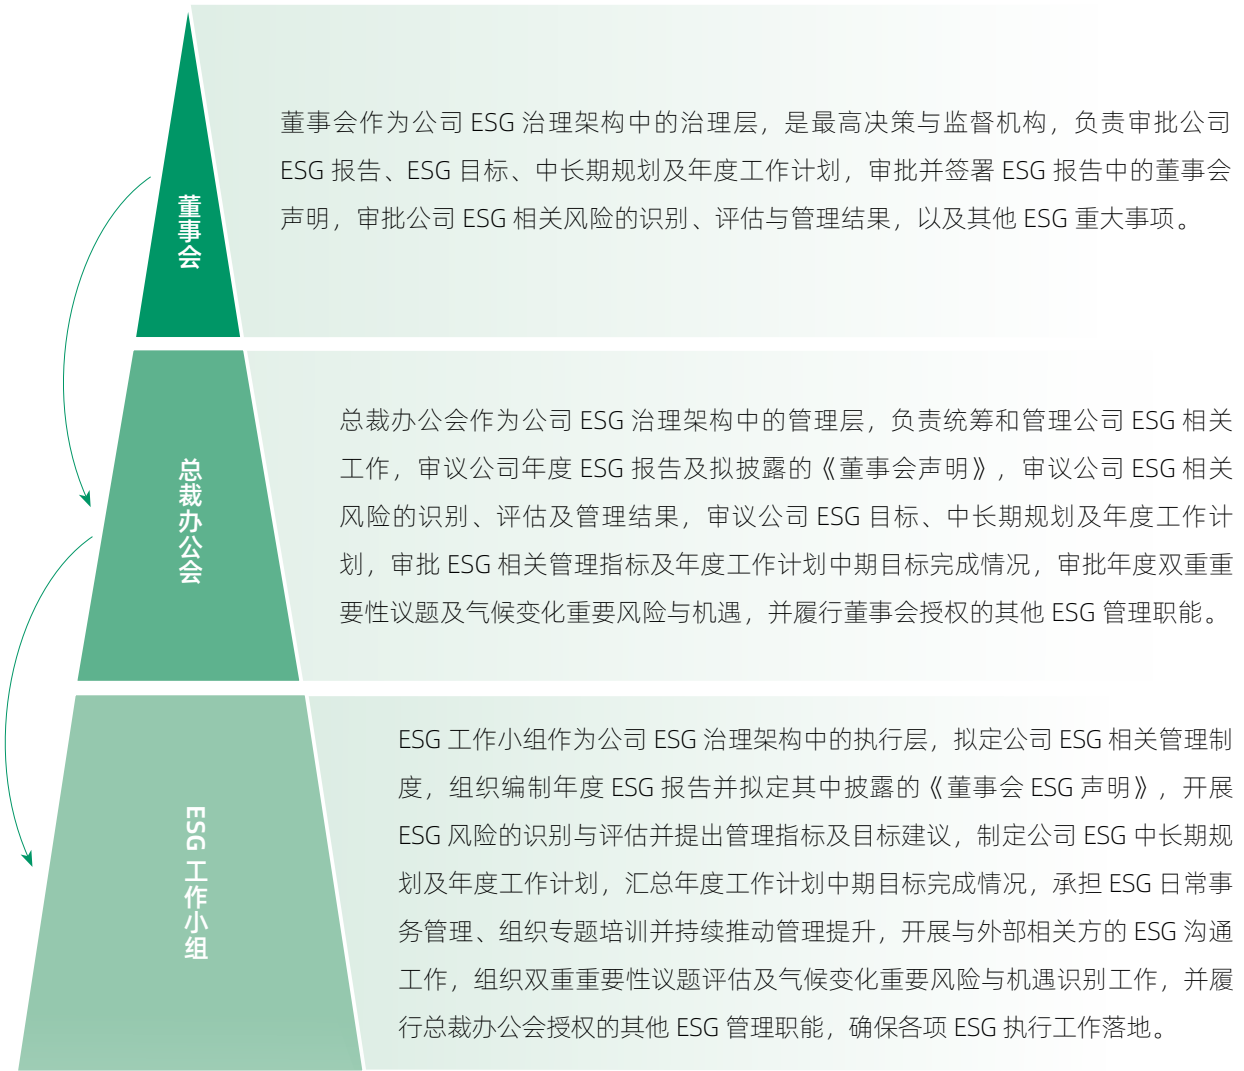 董事会
董事会作为公司 ESG 治理架构中的治理层，是最高决策与监督机构，负责审批公司
ESG 报告、ESG 目标、中长期规划及年度工作计划，审批并签署 ESG 报告中的董事会
声明，审批公司 ESG 相关风险的识别、评估与管理结果，以及其他 ESG 重大事项。
总裁办公会
总裁办公会作为公司 ESG 治理架构中的管理层，负责统筹和管理公司 ESG 相关
工作，审议公司年度 ESG 报告及拟披露的《董事会声明》，审议公司 ESG 相关
风险的识别、评估及管理结果，审议公司 ESG 目标、中长期规划及年度工作计
划，审批 ESG 相关管理指标及年度工作计划中期目标完成情况，审批年度双重重
要性议题及气候变化重要风险与机遇，并履行董事会授权的其他 ESG 管理职能。
ESG 工作小组
ESG 工作小组作为公司 ESG 治理架构中的执行层，拟定公司 ESG 相关管理制
度，组织编制年度 ESG 报告并拟定其中披露的《董事会 ESG 声明》，开展
ESG 风险的识别与评估并提出管理指标及目标建议，制定公司 ESG 中长期规
划及年度工作计划，汇总年度工作计划中期目标完成情况，承担 ESG 日常事
务管理、组织专题培训并持续推动管理提升，开展与外部相关方的 ESG 沟通
工作，组织双重重要性议题评估及气候变化重要风险与机遇识别工作，并履
行总裁办公会授权的其他 ESG 管理职能，确保各项 ESG 执行工作落地。